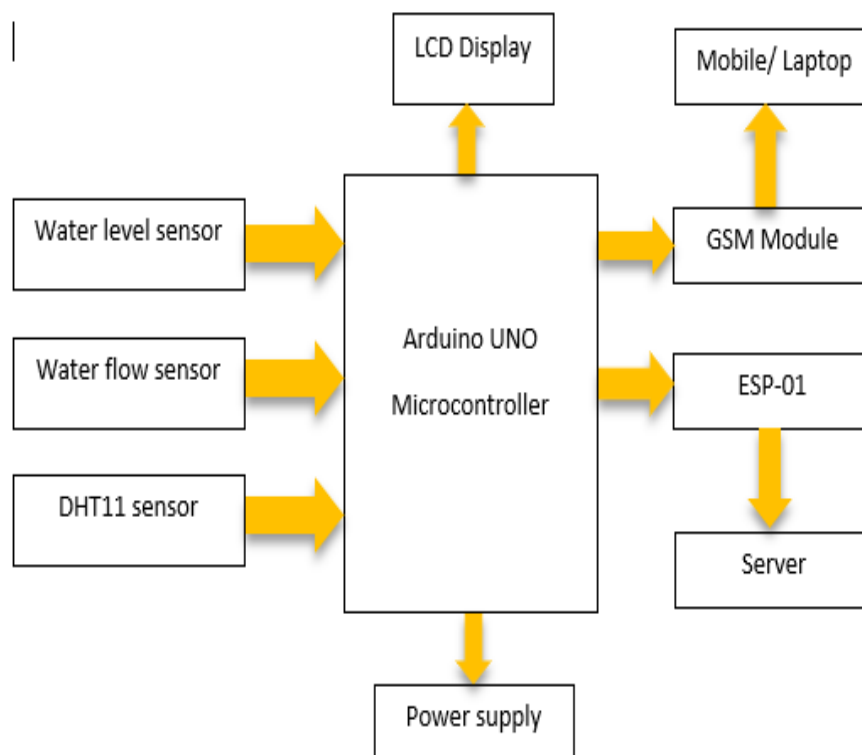 LCD Display
Mobile/ Laptop
Water level sensor
GSM Module
Arduino UNO
Microcontroller
Water flow sensor
ESP-01
DHT11 sensor
Server
Power supply